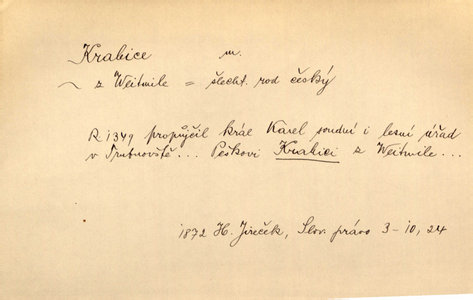 Krabice m.
~ z Weitmile = šlecht. rod český
R 1349 propůjčil král Karel soudní i lesní úřad
v Trutnovště... Peškovi Krabici z Weitmile...
1872 H. Jireček, Slov. právo 3-10, 24